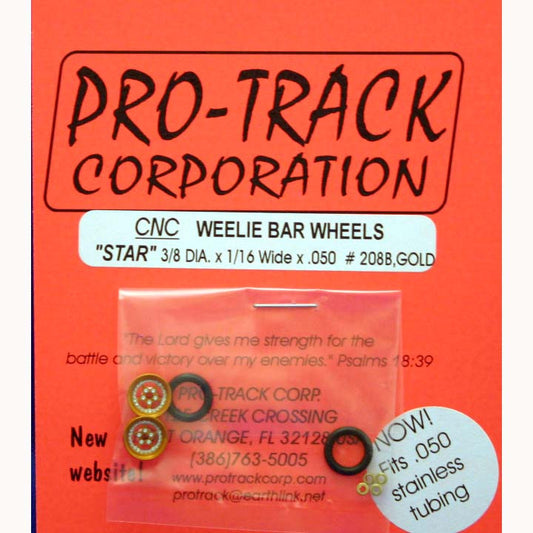 PRO-TRACK
CORPORATION
CNC WEELIE BAR WHEELS
"STAR" 3/8 DIA. x 1/16 Wide x .050 # 208B,GOLD
"The Lord gives me strength for the
battle and victory over my enemies." Psalms 18:39
PRO-TRACK CORP.
CREEK CROSSING
ORANGE, FL 32128 USA
(386)763-5005
www.protrackcorp.com
protrack@earthlink.net
New
website!
NOW!
Fits .050
stainless
tubing